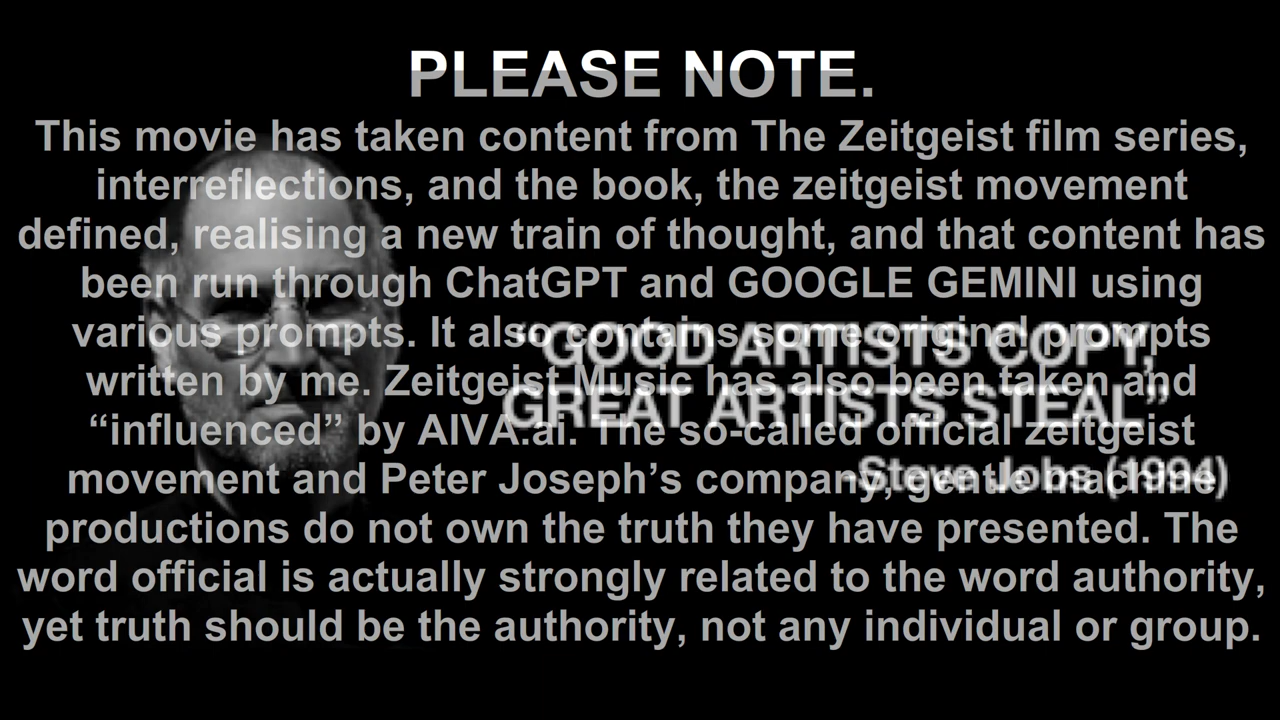 PLEASE NOTE.
This movie has taken content from The Zeitgeist film series,
interreflections, and the book, the zeitgeist movement
defined, realising a new train of thought, and that content has
been run through ChatGPT and GOOGLE GEMINI using
various prompts. It also contains some original prompts
written by me. Zeitgeist Music has also been taken and
“influenced” by AIVA.ai. The so-called official zeitgeist
movement and Peter Joseph’s company, gentle machine
productions do not own the truth they have presented. The
word official is actually strongly related to the word authority,
yet truth should be the authority, not any individual or group.
“GOOD ARTISTS COPY,
GREAT ARTISTS STEAL”
-Steve Jobs (1994)